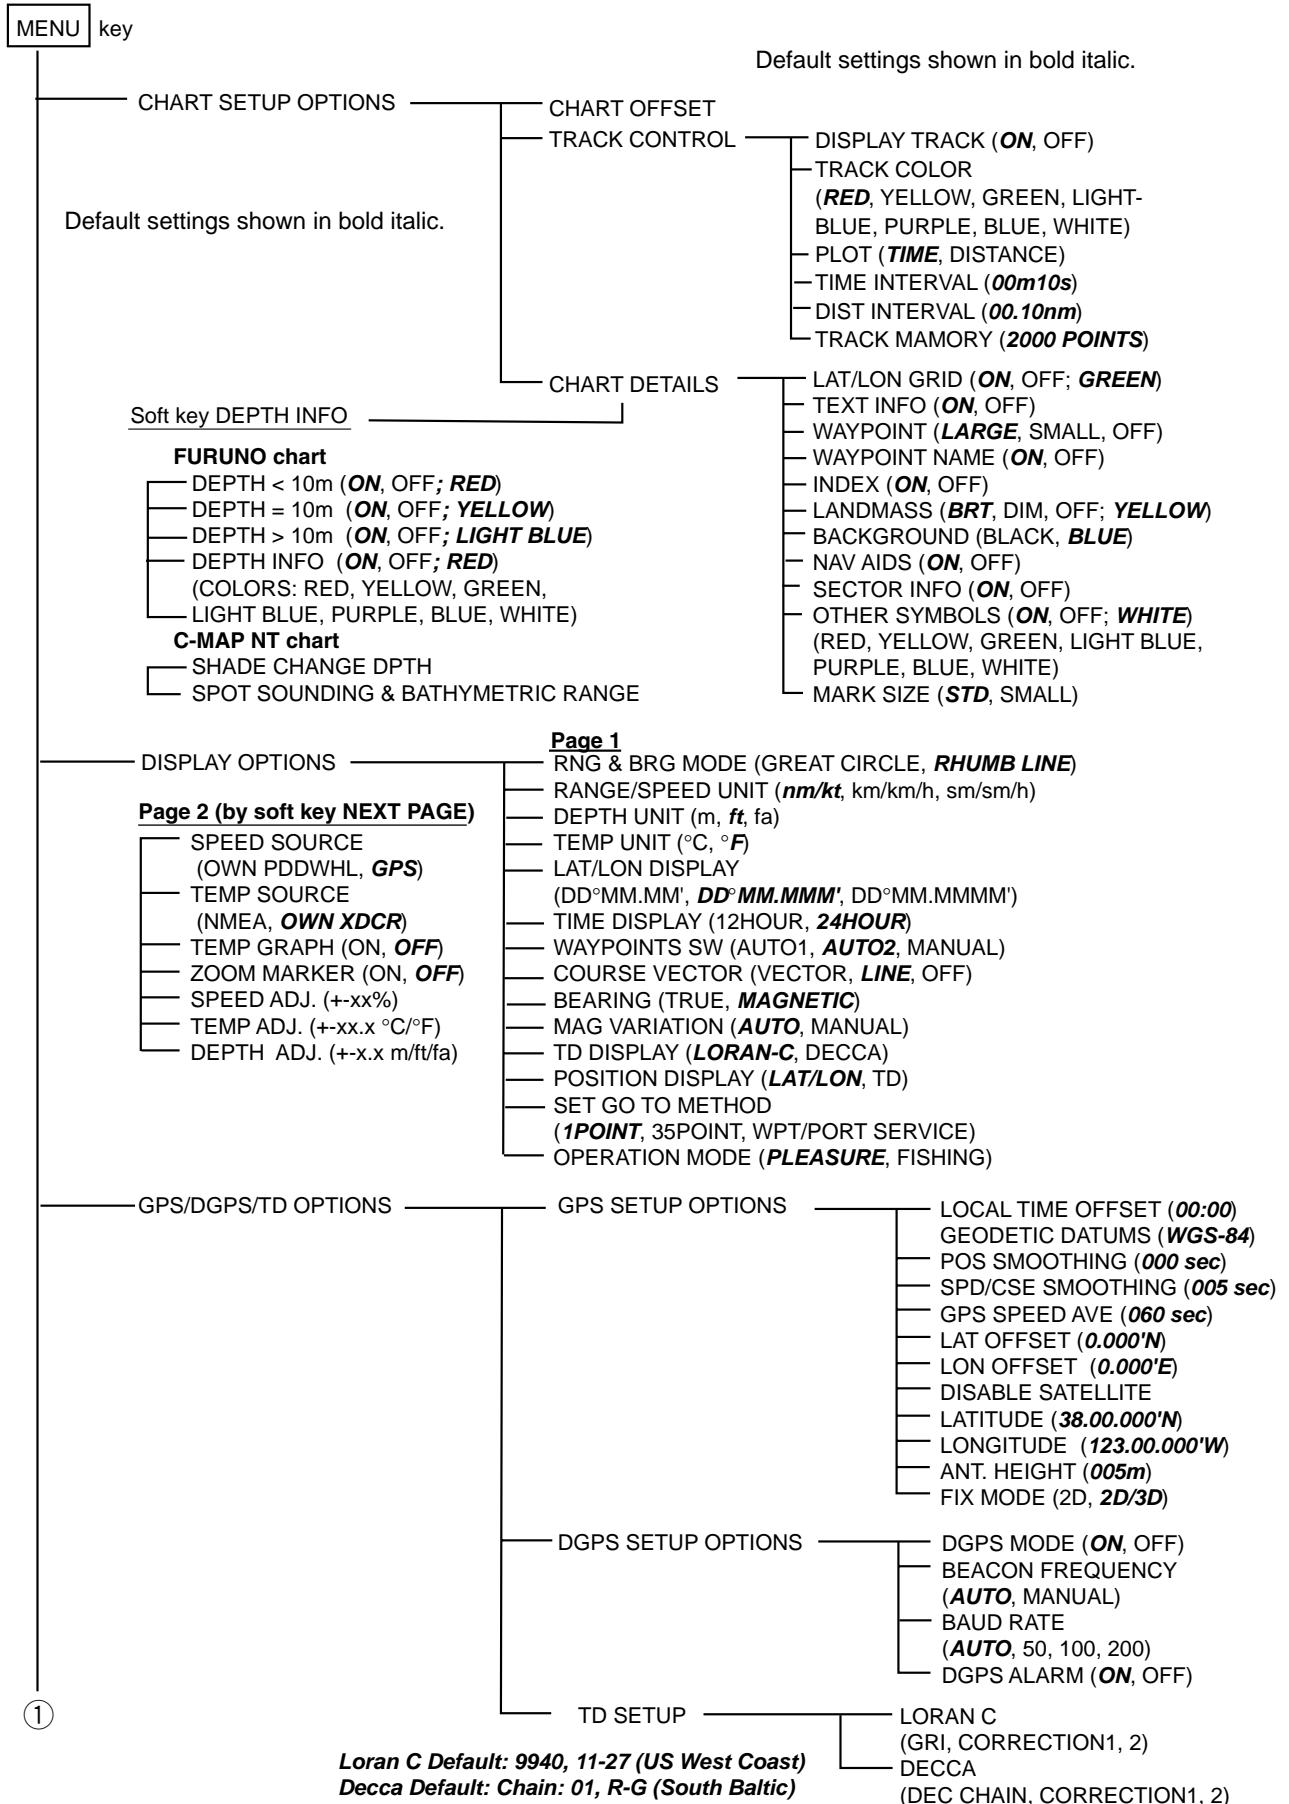 MENU key
Default settings shown in bold italic.
CHART SETUP OPTIONS
CHART OFFSET
TRACK CONTROL
DISPLAY TRACK (ON, OFF)
TRACK COLOR
(RED, YELLOW, GREEN, LIGHT-
BLUE, PURPLE, BLUE, WHITE)
PLOT (TIME, DISTANCE)
TIME INTERVAL (00m10s)
DIST INTERVAL (00.10nm)
TRACK MAMORY (2000 POINTS)
Default settings shown in bold italic.
CHART DETAILS
LAT/LON GRID (ON, OFF; GREEN)
TEXT INFO (ON, OFF)
WAYPOINT (LARGE, SMALL, OFF)
WAYPOINT NAME (ON, OFF)
INDEX (ON, OFF)
LANDMASS (BRT, DIM, OFF; YELLOW)
BACKGROUND (BLACK, BLUE)
NAV AIDS (ON, OFF)
SECTOR INFO (ON, OFF)
OTHER SYMBOLS (ON, OFF; WHITE)
(RED, YELLOW, GREEN, LIGHT BLUE,
PURPLE, BLUE, WHITE)
MARK SIZE (STD, SMALL)
Soft key DEPTH INFO
FURUNO chart
DEPTH < 10m (ON, OFF; RED)
DEPTH = 10m (ON, OFF; YELLOW)
DEPTH > 10m (ON, OFF; LIGHT BLUE)
DEPTH INFO (ON, OFF; RED)
(COLORS: RED, YELLOW, GREEN,
LIGHT BLUE, PURPLE, BLUE, WHITE)
C-MAP NT chart
SHADE CHANGE DPTH
SPOT SOUNDING & BATHYMETRIC RANGE
DISPLAY OPTIONS
Page 1
RNG & BRG MODE (GREAT CIRCLE, RHUMB LINE)
RANGE/SPEED UNIT (nm/kt, km/km/h, sm/sm/h)
DEPTH UNIT (m, ft, fa)
TEMP UNIT (°C, °F)
LAT/LON DISPLAY
(DD°MM.MM', DD°MM.MMM', DD°MM.MMMM')
TIME DISPLAY (12HOUR, 24HOUR)
WAYPOINTS SW (AUTO1, AUTO2, MANUAL)
COURSE VECTOR (VECTOR, LINE, OFF)
BEARING (TRUE, MAGNETIC)
MAG VARIATION (AUTO, MANUAL)
TD DISPLAY (LORAN-C, DECCA)
POSITION DISPLAY (LAT/LON, TD)
SET GO TO METHOD
(1POINT, 35POINT, WPT/PORT SERVICE)
OPERATION MODE (PLEASURE, FISHING)
Page 2 (by soft key NEXT PAGE)
SPEED SOURCE
(OWN PDDWHL, GPS)
TEMP SOURCE
(NMEA, OWN XDCR)
TEMP GRAPH (ON, OFF)
ZOOM MARKER (ON, OFF)
SPEED ADJ. (+-xx%)
TEMP ADJ. (+-xx.x °C/°F)
DEPTH ADJ. (+-x.x m/ft/fa)
GPS/DGPS/TD OPTIONS
GPS SETUP OPTIONS
LOCAL TIME OFFSET (00:00)
GEODETIC DATUMS (WGS-84)
POS SMOOTHING (000 sec)
SPD/CSE SMOOTHING (005 sec)
GPS SPEED AVE (060 sec)
LAT OFFSET (0.000'N)
LON OFFSET (0.000'E)
DISABLE SATELLITE
LATITUDE (38.00.000'N)
LONGITUDE (123.00.000'W)
ANT. HEIGHT (005m)
FIX MODE (2D, 2D/3D)
DGPS SETUP OPTIONS
DGPS MODE (ON, OFF)
BEACON FREQUENCY
(AUTO, MANUAL)
BAUD RATE
(AUTO, 50, 100, 200)
DGPS ALARM (ON, OFF)
①
TD SETUP
LORAN C
(GRI, CORRECTION1, 2)
DECCA
(DEC CHAIN, CORRECTION1, 2)
Loran C Default: 9940, 11-27 (US West Coast)
Decca Default: Chain: 01, R-G (South Baltic)